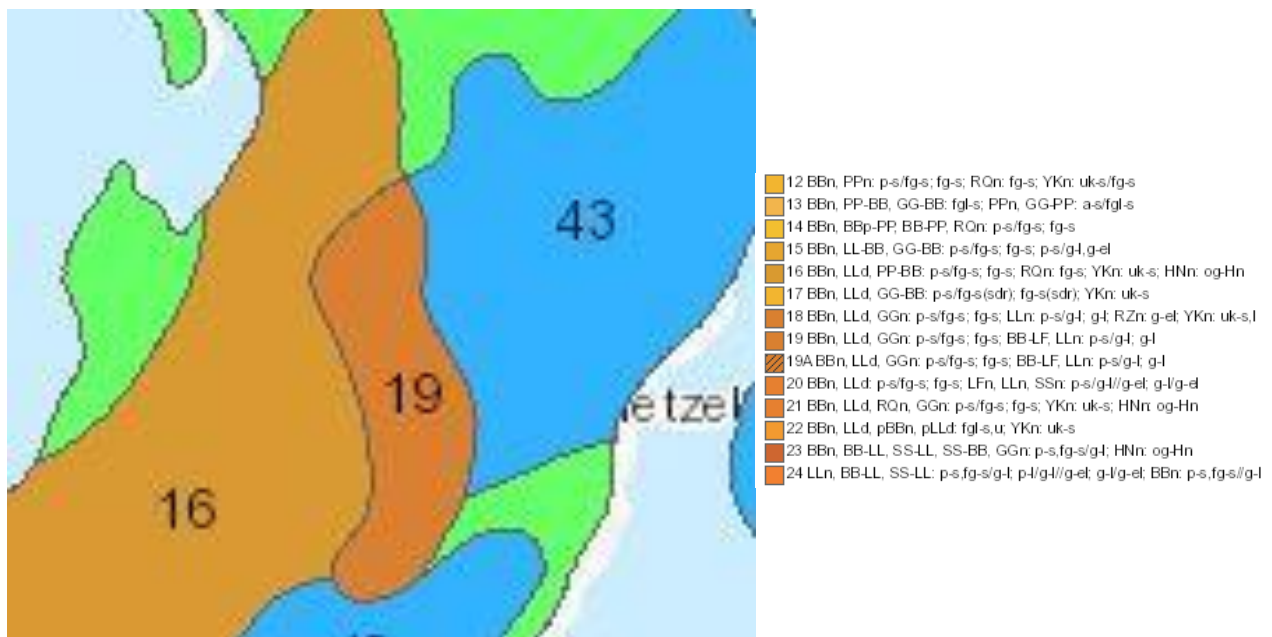 43
19
16
12 BBn, PPn: p-s/fg-s; fg-s; RQn: fg-s; YKn: uk-s/fg-s
13 BBn, PP-BB, GG-BB: fgl-s; PPn, GG-PP: a-s/fgl-s
14 BBn, BBp-PP, BB-PP, RQn: p-s/fg-s; fg-s
15 BBn, LL-BB, GG-BB: p-s/fg-s; fg-s; p-s/g-l,g-el
16 BBn, LLd, PP-BB: p-s/fg-s; fg-s; RQn: fg-s; YKn: uk-s; HNn: og-Hn
17 BBn, LLd, GG-BB: p-s/fg-s(sdr); fg-s(sdr); YKn: uk-s
18 BBn, LLd, GGn: p-s/fg-s; fg-s; LLn: p-s/g-l; g-l; RZn: g-el; YKn: uk-s,l
19 BBn, LLd, GGn: p-s/fg-s; fg-s; BB-LF, LLn: p-s/g-l; g-l
19A BBn, LLd, GGn: p-s/fg-s; fg-s; BB-LF, LLn: p-s/g-l; g-l
20 BBn, LLd: p-s/fg-s; fg-s; LFn, LLn, SSn: p-s/g-l//g-el; g-l/g-el
21 BBn, LLd, RQn, GGn: p-s/fg-s; fg-s; YKn: uk-s; HNn: og-Hn
22 BBn, LLd, pBBn, pLLd: fgl-s,u; YKn: uk-s
23 BBn, BB-LL, SS-LL, SS-BB, GGn: p-s,fg-s/g-l; HNn: og-Hn
24 LLn, BB-LL, SS-LL: p-s,fg-s/g-l; p-l/g-l//g-el; g-l/g-el; BBn: p-s,fg-s//g-l